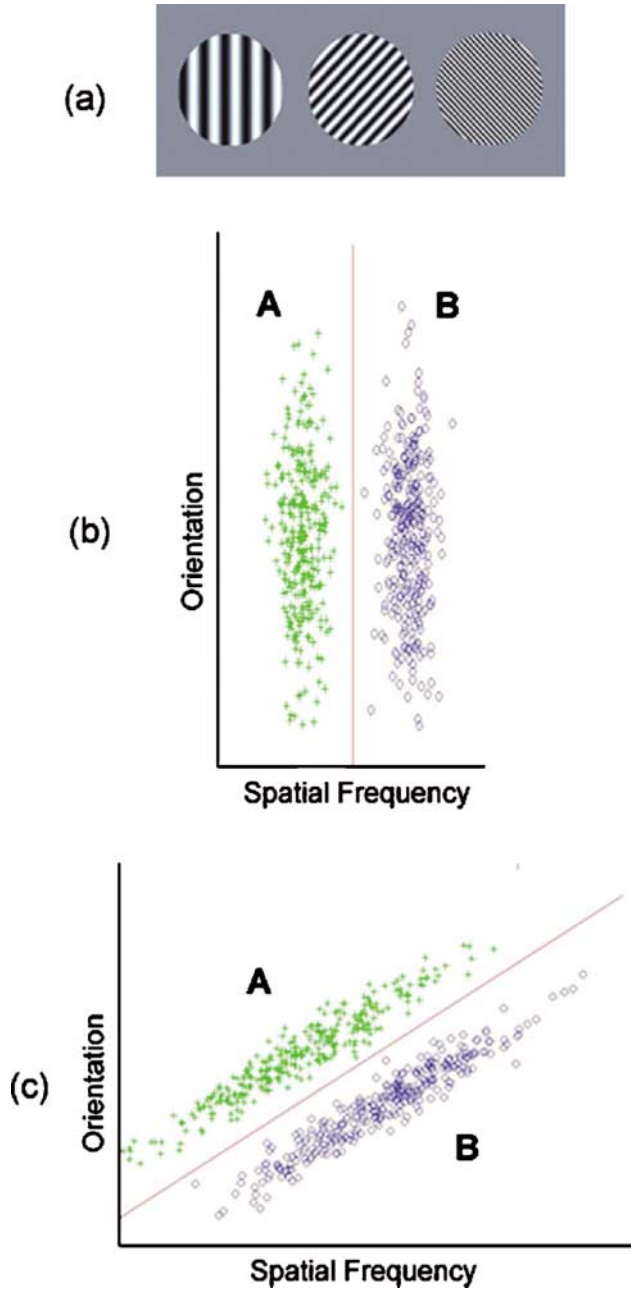 (a)
A
B
Orientation
(b)
Spatial Frequency
A
Orientation
(c)
B
Spatial Frequency